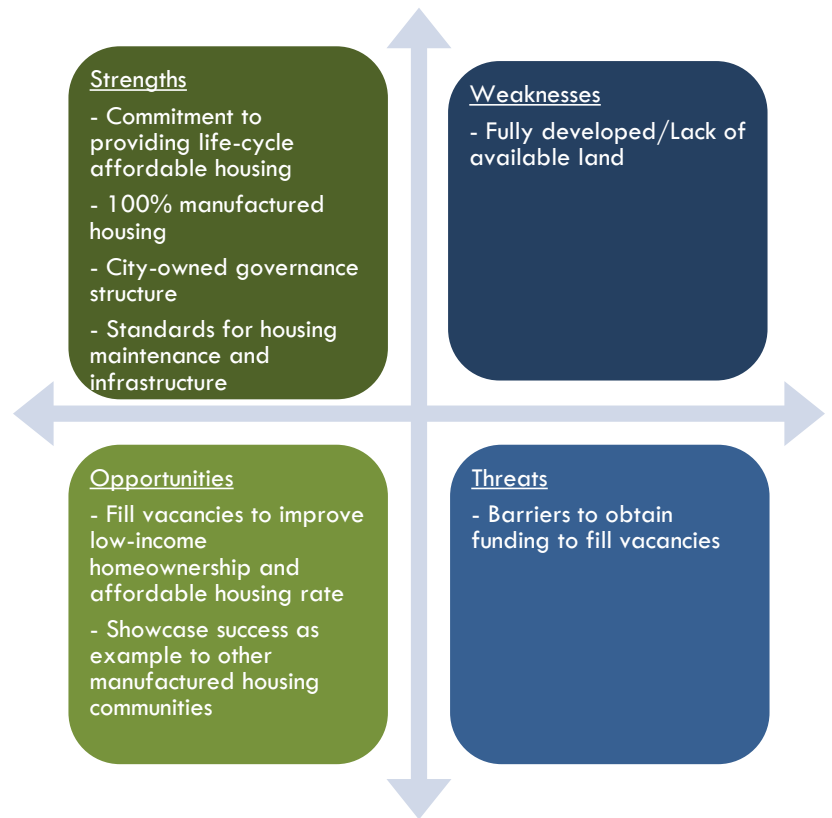 Strengths
- Commitment to
providing life-cycle
affordable housing
- 100% manufactured
housing
- City-owned governance
structure
- Standards for housing
maintenance and
infrastructure
Weaknesses
- Fully developed/Lack of
available land
Opportunities
- Fill vacancies to improve
low-income
homeownership and
affordable housing rate
- Showcase success as
example to other
manufactured housing
communities
Threats
- Barriers to obtain
funding to fill vacancies